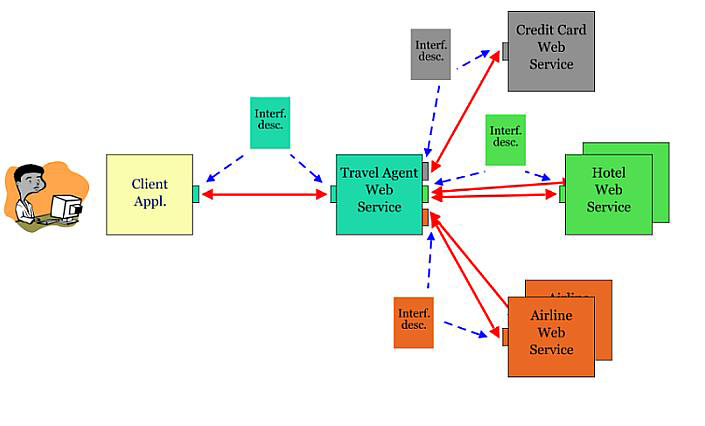 Interf.
desc.
Credit Card
Web
Service
Interf.
desc.
Interf.
desc.
Client
Appl.
Travel Agent
Web
Service
Hotel
Web
Service
Interf.
desc.
Airline
Airline
Web
Service